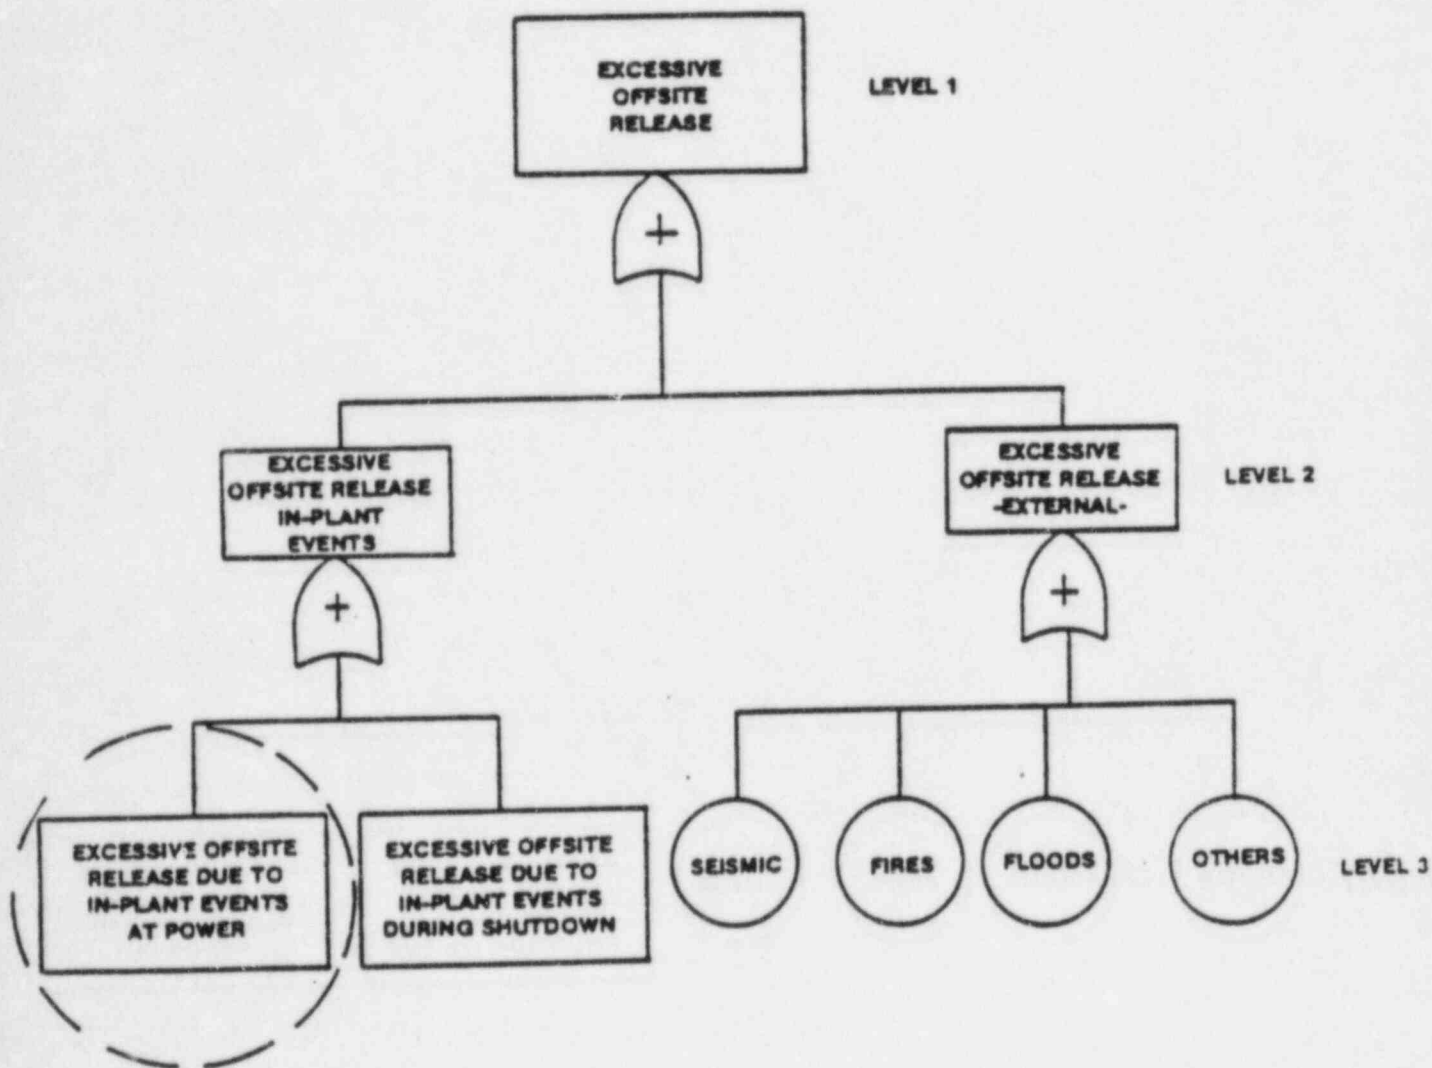 EXCESSIVE
OFFSITE
RELEASE
LEVEL 1
+
EXCESSIVE
OFFSITE RELEASE
IN-PLANT
EVENTS
EXCESSIVE
OFFSITE RELEASE
-EXTERNAL-
LEVEL 2
+
+
EXCESSIVE OFFSITE
RELEASE DUE TO
IN-PLANT EVENTS
AT POWER
EXCESSIVE OFFSITE
RELEASE DUE TO
IN-PLANT EVENTS
DURING SHUTDOWN
SEISMIC
FIRES
FLOODS
OTHERS
LEVEL 3